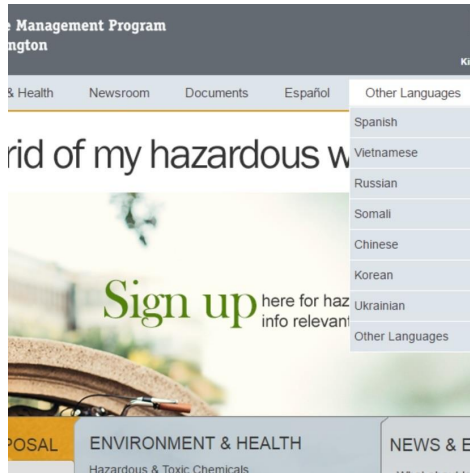 Management Program
ngton
Ki
& Health
Newsroom
Documents
Español
Other Languages
Spanish
Vietnamese
Russian
Somali
Chinese
Korean
Ukrainian
Other Languages
rid of my hazardous w
Sign up
here for haz
info relevant
POSAL
ENVIRONMENT & HEALTH
Hazardous & Toxic Chemicals
NEWS & E